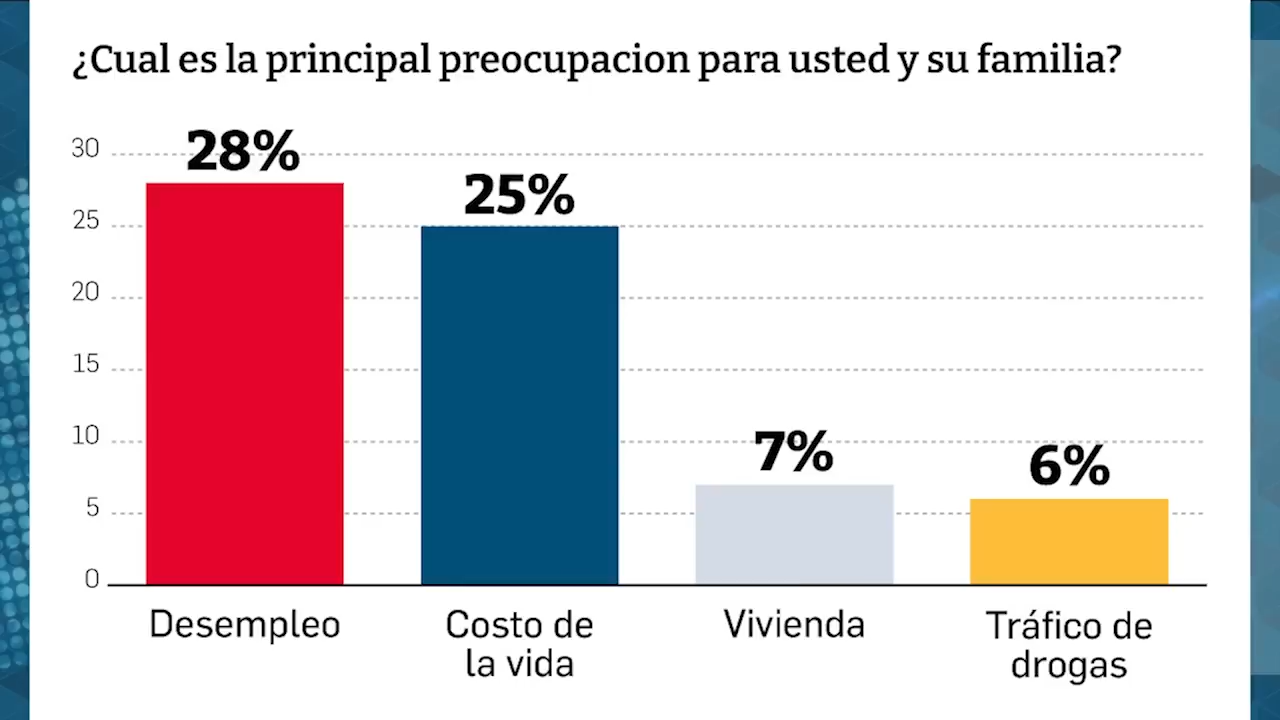 ¿Cual es la principal preocupacion para usted y su familia?
30
25
20
15
10
5
0
28%
25%
7%
6%
Desempleo
Costo de
la vida
Vivienda
Tráfico de
drogas